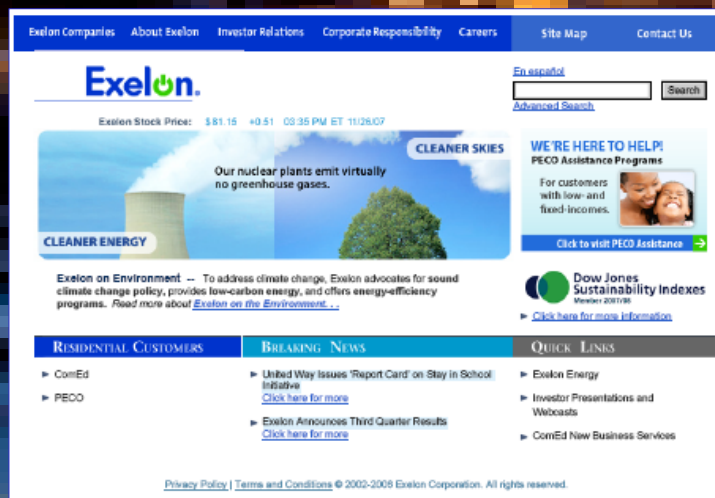 Exelon Companies About Exelon Investor Relations Corporate Responsibility Careers Site Map Contact Us
Exelon.
En español
Search
Advanced Search
Exelon Stock Price: $81.15 +0.51 03:35 PM ET 11/26/07
CLEANER SKIES
Our nuclear plants emit virtually
no greenhouse gases.
CLEANER ENERGY
WE'RE HERE TO HELP!
PECO Assistance Programs
For customers
with low- and
fixed-incomes.
Click to visit PECO Assistance
Exelon on Environment -- To address climate change, Exelon advocates for sound
climate change policy, provides low-carbon energy, and offers energy-efficiency
programs. Read more about Exelon on the Environment. . .
Dow Jones
Sustainability Indexes
Member 2007/08
Click here for more information
RESIDENTIAL CUSTOMERS
ComEd
PECO
BREAKING NEWS
United Way Issues 'Report Card' on Stay in School
Initiative
Click here for more
Exelon Announces Third Quarter Results
Click here for more
QUICK LINKS
Exelon Energy
Investor Presentations and
Webcasts
ComEd New Business Services
Privacy Policy | Terms and Conditions © 2002-2006 Exelon Corporation. All rights reserved.